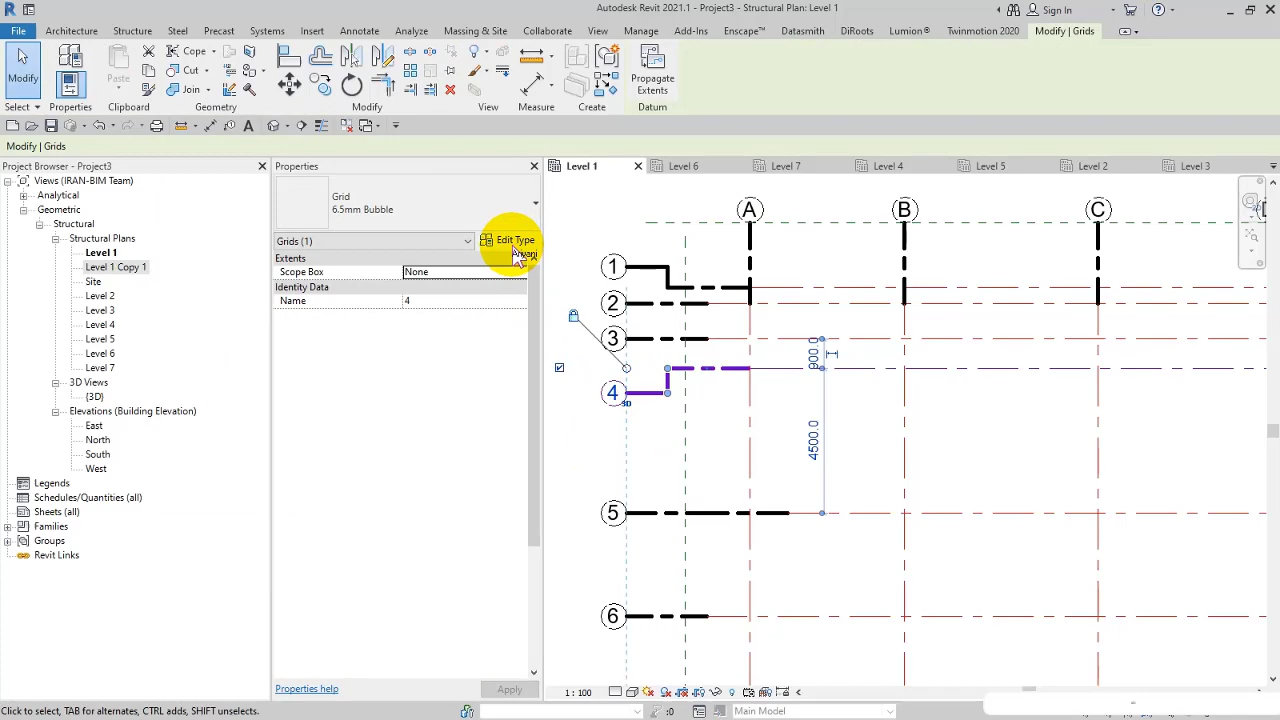 Autodesk Revit 2021.1 - Project3 - Structural Plan: Level 1
Sign In
File Architecture Structure Steel Precast Systems Insert Annotate Analyze Massing & Site Collaborate View Manage Add-Ins Enscape™ Datasmith DiRoots Lumion® Twinmotion 2020 Modify | Grids
Modify
Properties
Paste
Cope
Cut
Join
Propagate
Extents
Select Properties Clipboard Geometry Modify View Measure Create Datum
Modify | Grids
Project Browser - Project3
Views (IRAN-BIM Team)
Analytical
Geometric
Structural
Structural Plans
Level 1
Level 1 Copy 1
Site
Level 2
Level 3
Level 4
Level 5
Level 6
Level 7
3D Views
{3D}
Elevations (Building Elevation)
East
North
South
West
Legends
Schedules/Quantities (all)
Sheets (all)
Families
Groups
Revit Links
Properties
Grid
6.5mm Bubble
Grids (1)
Edit Type
Extents
Scope Box None
Identity Data
Name 4
Properties help
Apply
Level 1 Level 6 Level 7 Level 4 Level 5 Level 2 Level 3
A B C
1
2
3
4
3D
5
6
900.0
4500.0
1 : 100
Click to select, TAB for alternates, CTRL adds, SHIFT unselects.
:0
Main Model